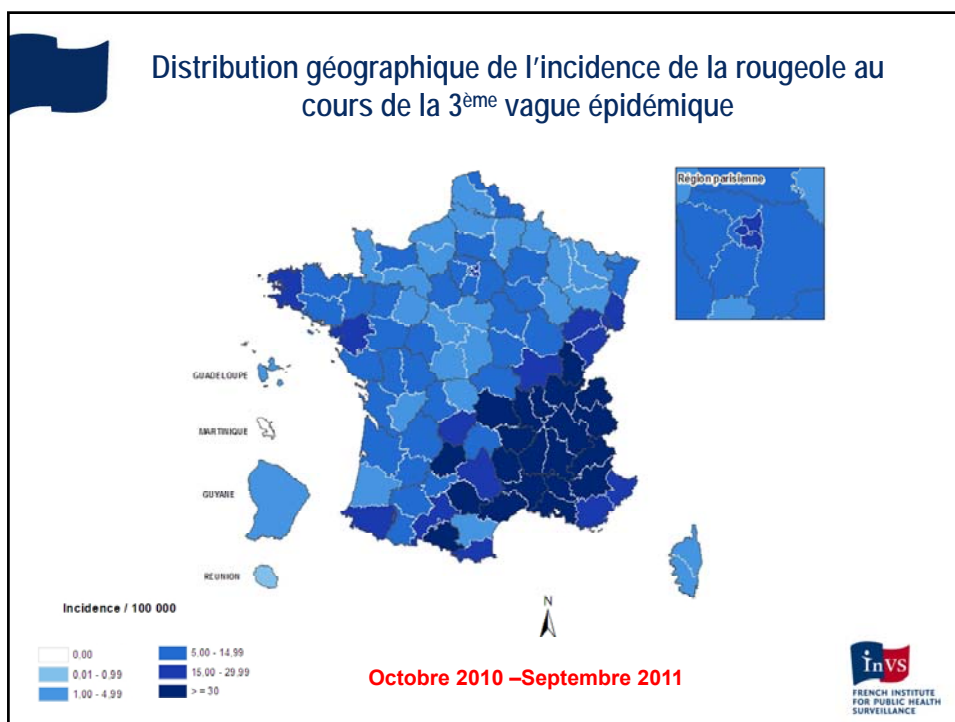 Distribution géographique de l'incidence de la rougeole au
cours de la 3ème vague épidémique
Région parisienne
GUADELOUPE
MARTINIQUE
GUYANE
REUNION
N
Incidence / 100 000
0,00
0.01 - 0,99
1,00 - 4,99
5,00 - 14,99
15,00 - 29,99
> = 30
Octobre 2010 –Septembre 2011
InVS
FRENCH INSTITUTE
FOR PUBLIC HEALTH
SURVEILLANCE